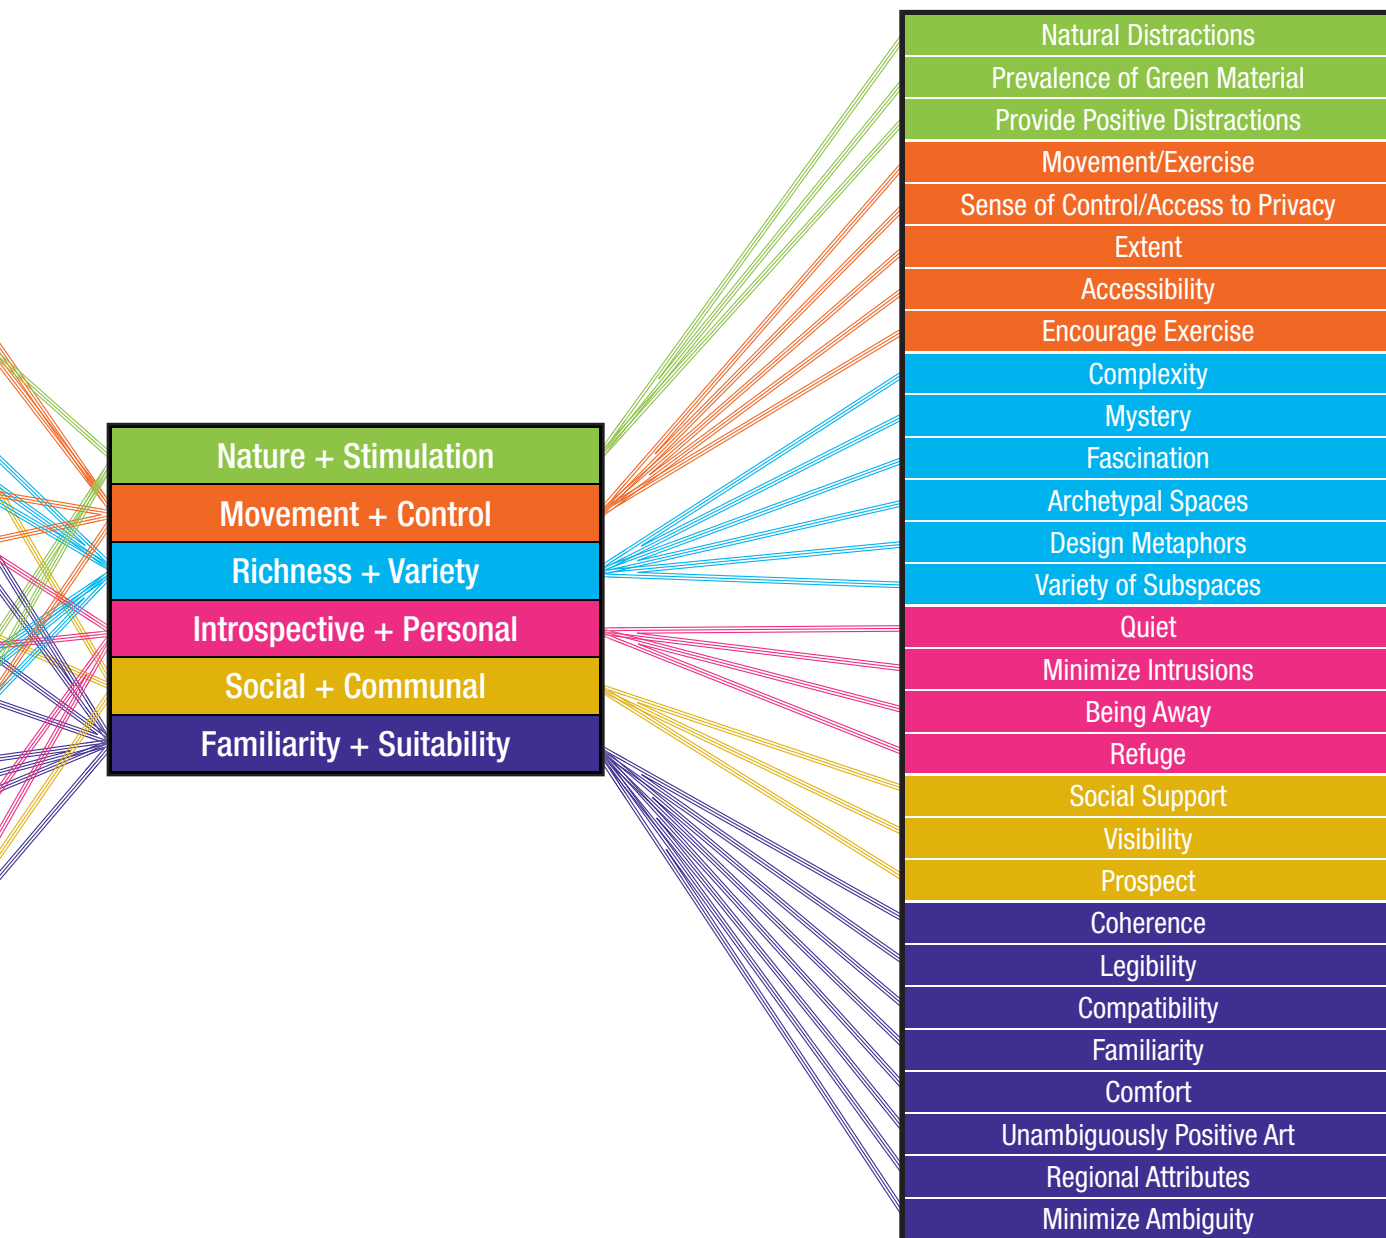 Nature + Stimulation
Movement + Control
Richness + Variety
Introspective + Personal
Social + Communal
Familiarity + Suitability
Natural Distractions
Prevalence of Green Material
Provide Positive Distractions
Movement/Exercise
Sense of Control/Access to Privacy
Extent
Accessibility
Encourage Exercise
Complexity
Mystery
Fascination
Archetypal Spaces
Design Metaphors
Variety of Subspaces
Quiet
Minimize Intrusions
Being Away
Refuge
Social Support
Visibility
Prospect
Coherence
Legibility
Compatibility
Familiarity
Comfort
Unambiguously Positive Art
Regional Attributes
Minimize Ambiguity